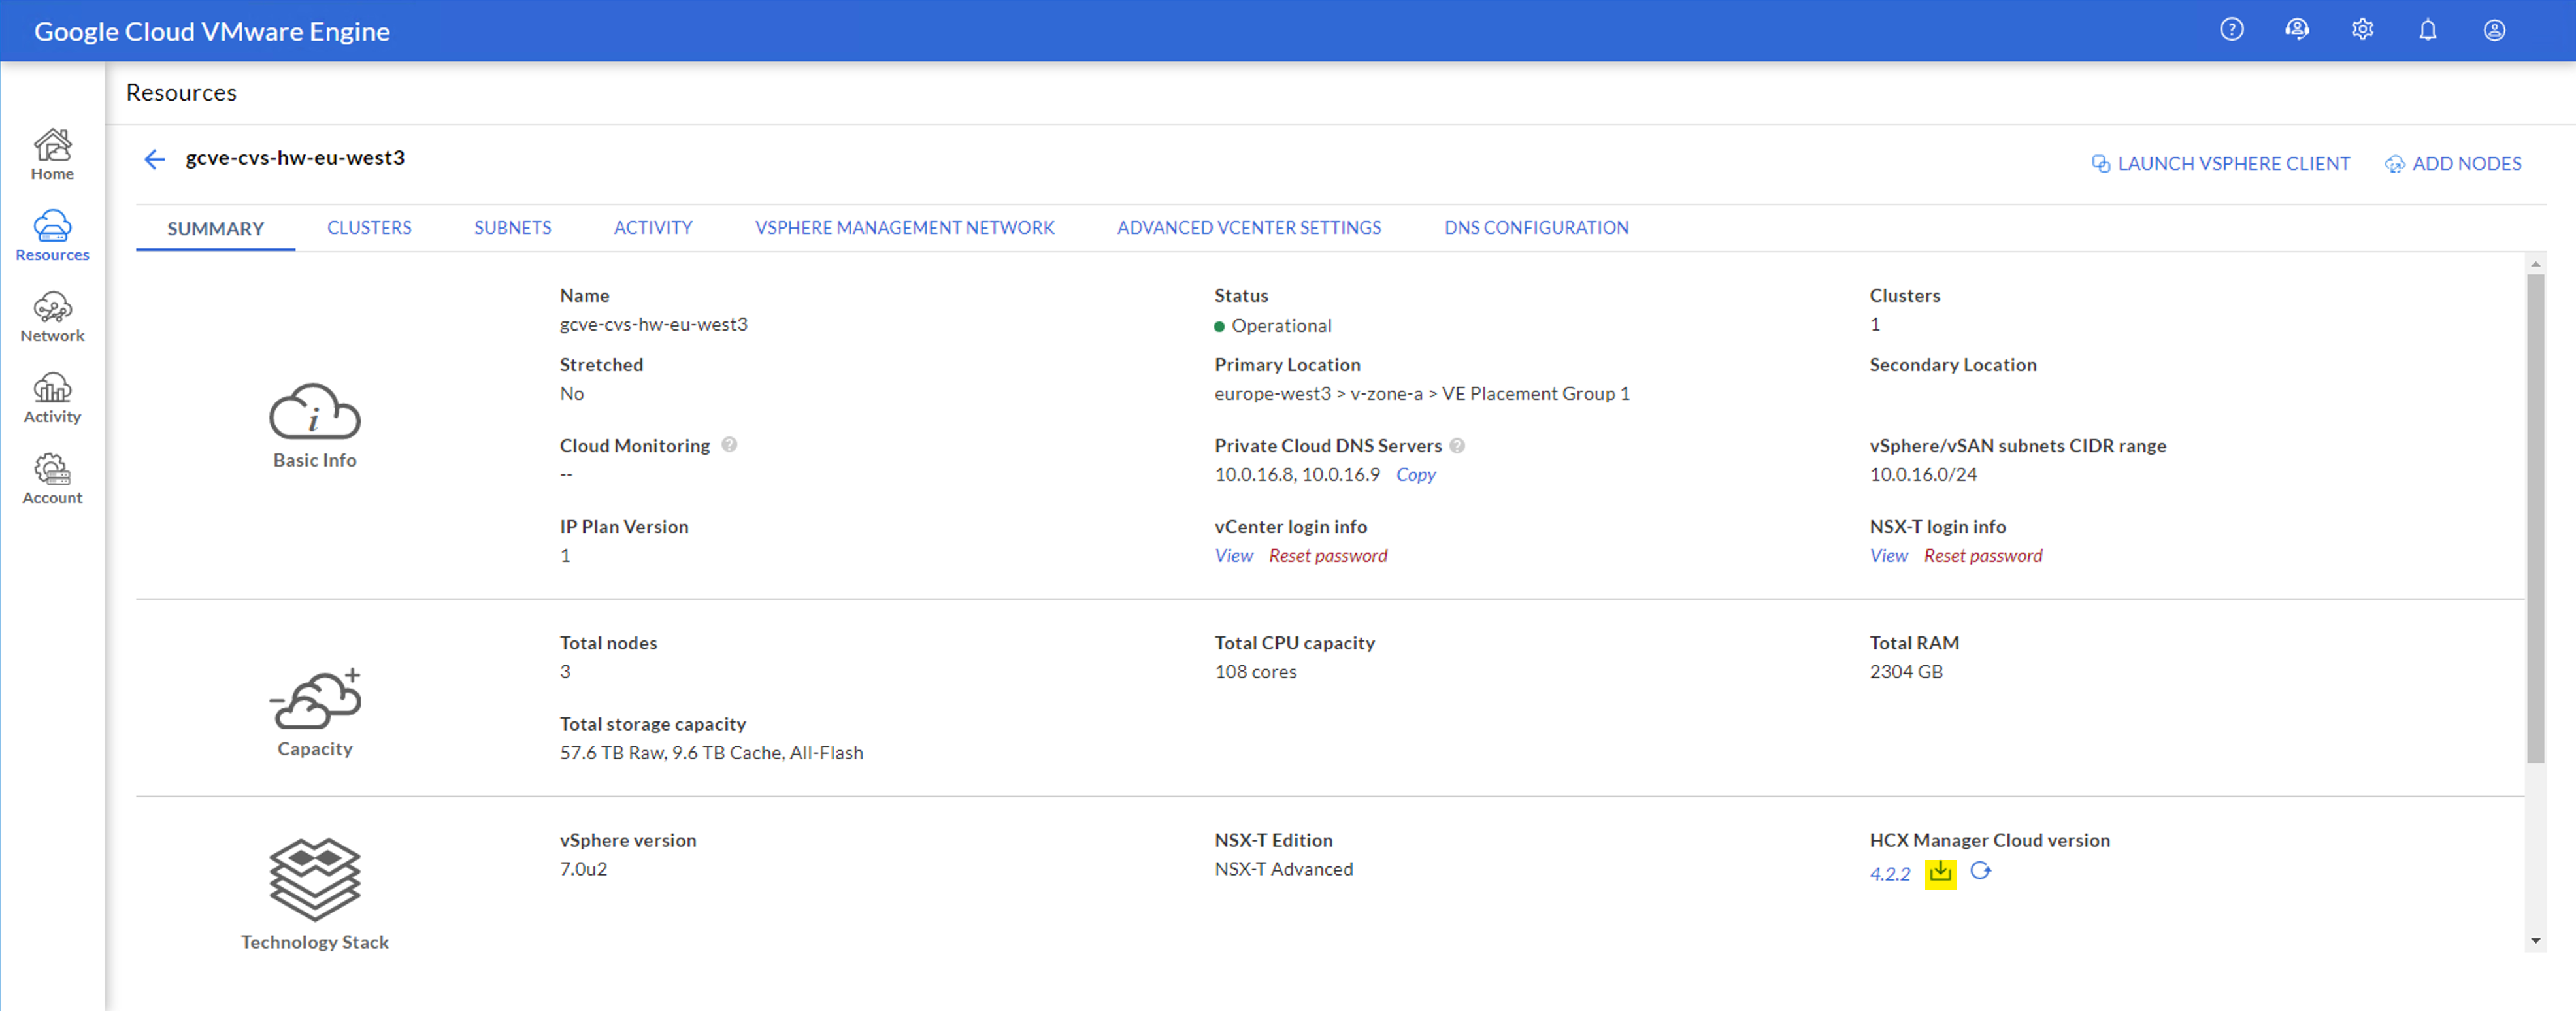 Google Cloud VMware Engine
Resources
Home
Resources
Network
Activity
Account
gcve-cvs-hw-eu-west3
LAUNCH VSPHERE CLIENT
ADD NODES
SUMMARY
CLUSTERS
SUBNETS
ACTIVITY
VSPHERE MANAGEMENT NETWORK
ADVANCED VCENTER SETTINGS
DNS CONFIGURATION
Basic Info
Name
gcve-cvs-hw-eu-west3
Status
Operational
Clusters
1
Stretched
No
Primary Location
europe-west3 > v-zone-a > VE Placement Group 1
Secondary Location
Cloud Monitoring ?
--
Private Cloud DNS Servers ?
10.0.16.8, 10.0.16.9 Copy
vSphere/vSAN subnets CIDR range
10.0.16.0/24
IP Plan Version
1
vCenter login info
View Reset password
NSX-T login info
View Reset password
Capacity
Total nodes
3
Total CPU capacity
108 cores
Total RAM
2304 GB
Total storage capacity
57.6 TB Raw, 9.6 TB Cache, All-Flash
Technology Stack
vSphere version
7.0u2
NSX-T Edition
NSX-T Advanced
HCX Manager Cloud version
4.2.2